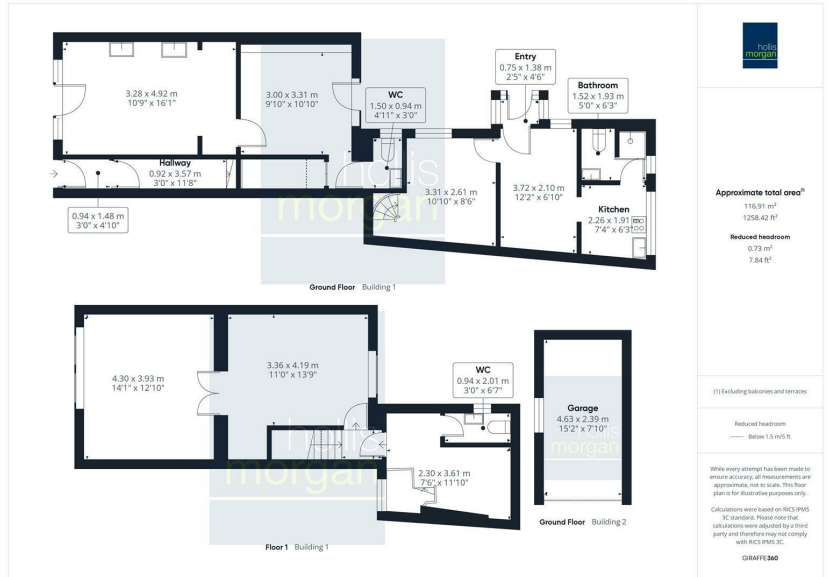 3.28 x 4.92 m
10'9" x 16'1"
3.00 x 3.31 m
9'10" x 10'10"
WC
1.50 x 0.94 m
4'11" x 3'0"
Entry
0.75 x 1.38 m
2'5" x 4'6"
Bathroom
1.52 x 1.93 m
5'0" x 6'3"
Hallway
0.92 x 3.57 m
3'0" x 11'8"
0.94 x 1.48 m
3'0" x 4'10"
3.31 x 2.61 m
10'10" x 8'6"
3.72 x 2.10 m
12'2" x 6'10"
Kitchen
2.26 x 1.91 m
7'4" x 6'3"
hollis
morgan
Ground Floor Building 1
4.30 x 3.93 m
14'1" x 12'10"
3.36 x 4.19 m
11'0" x 13'9"
WC
0.94 x 2.01 m
3'0" x 6'7"
2.30 x 3.61 m
7'6" x 11'10"
hollis
morgan
Floor 1 Building 1
Garage
4.63 x 2.39 m
15'2" x 7'10"
hollis
morgan
Ground Floor Building 2
hollis
morgan
Approximate total area(1)
116.91 m²
1258.42 ft²
Reduced headroom
0.73 m²
7.84 ft²
(1) Excluding balconies and terraces
Reduced headroom
------- Below 1.5 m/5 ft
While every attempt has been made to
ensure accuracy, all measurements are
approximate, not to scale. This floor
plan is for illustrative purposes only.
Calculations were based on RICS IPMS
3C standard. Please note that
calculations were adjusted by a third
party and therefore may not comply
with RICS IPMS 3C.
GIRAFFE360